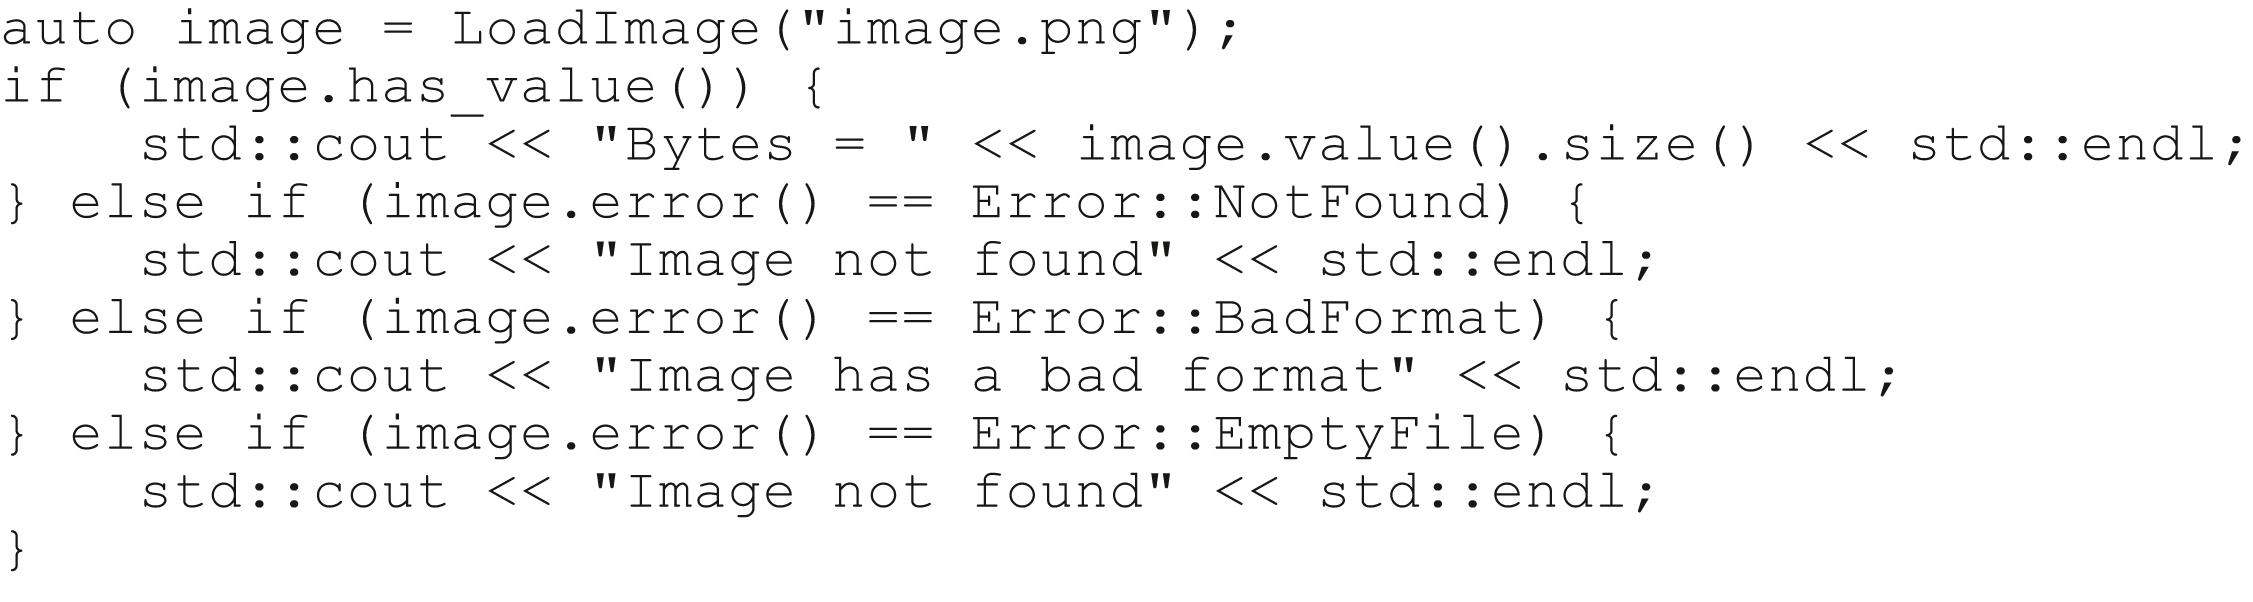 auto image = LoadImage("image.png");
if (image.has_value()) {
    std::cout << "Bytes = " << image.value().size() << std::endl;
} else if (image.error() == Error::NotFound) {
    std::cout << "Image not found" << std::endl;
} else if (image.error() == Error::BadFormat) {
    std::cout << "Image has a bad format" << std::endl;
} else if (image.error() == Error::EmptyFile) {
    std::cout << "Image not found" << std::endl;
}